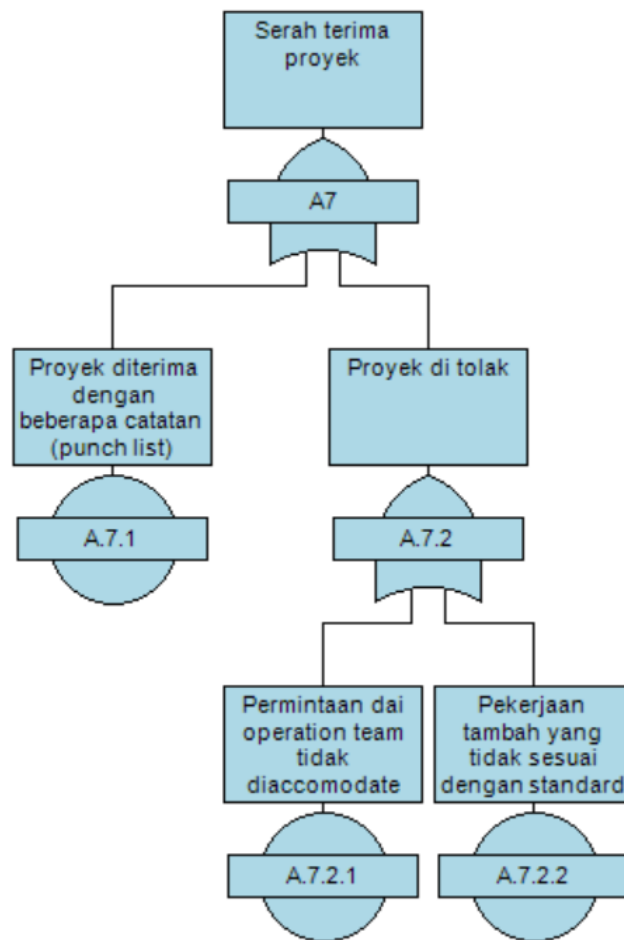 Serah terima
proyek
A7
Proyek diterima
dengan
beberapa catatan
(punch list)
Proyek di tolak
A.7.1
A.7.2
Permintaan dai
operation team
tidak
diaccomodate
Pekerjaan
tambah yang
tidak sesuai
dengan standard
A.7.2.1
A.7.2.2